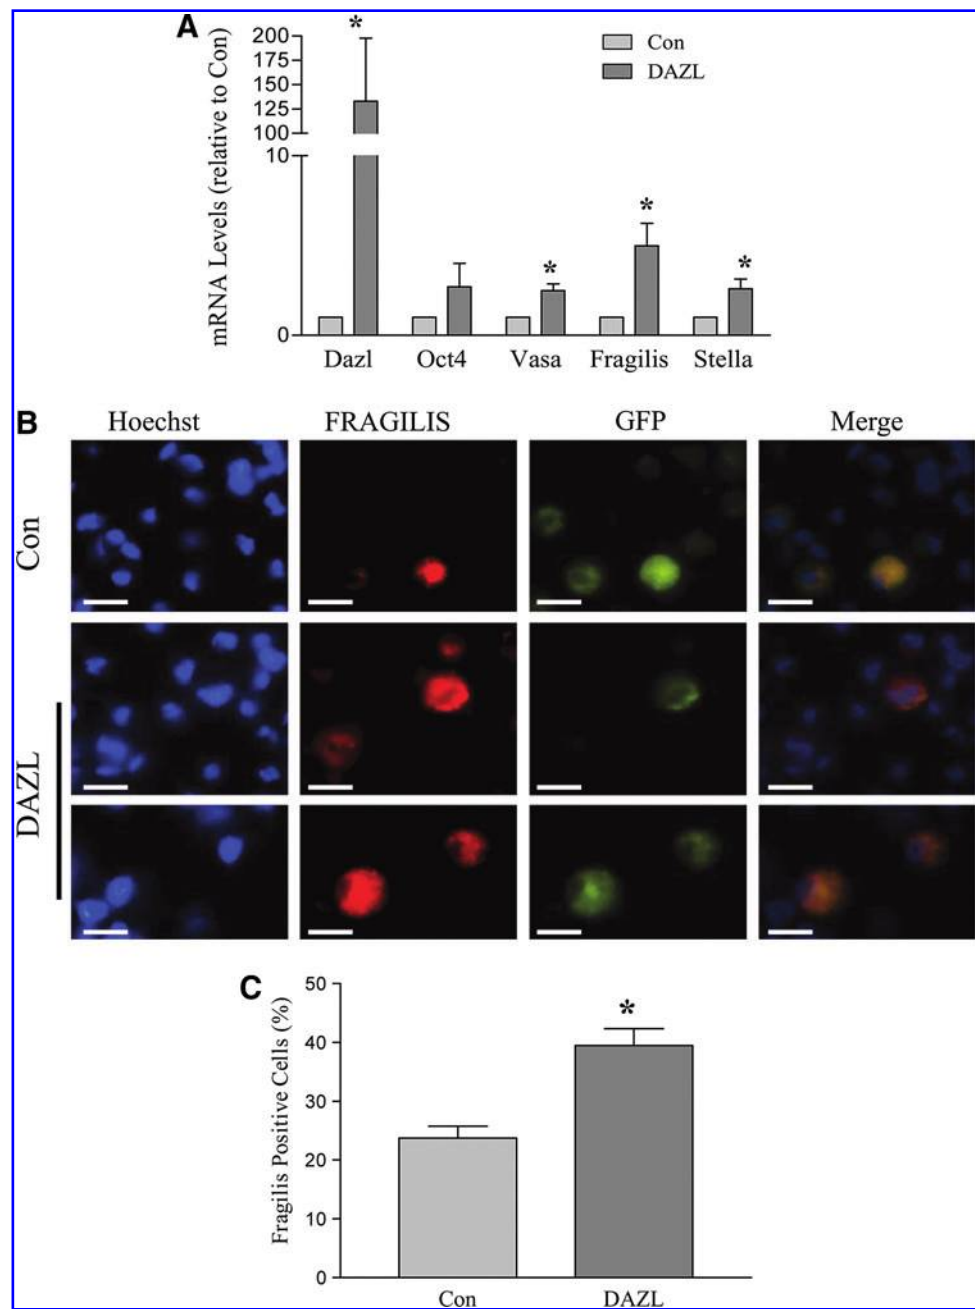 A
mRNA Levels (relative to Con)
200
175
150
125
100
10
0
*
*
*
*
Con
DAZL
Dazl Oct4 Vasa Fragilis Stella
B
Hoechst FRAGILIS GFP Merge
Con
DAZL
C
Fragilis Positive Cells (%)
50
40
30
20
10
0
*
Con DAZL